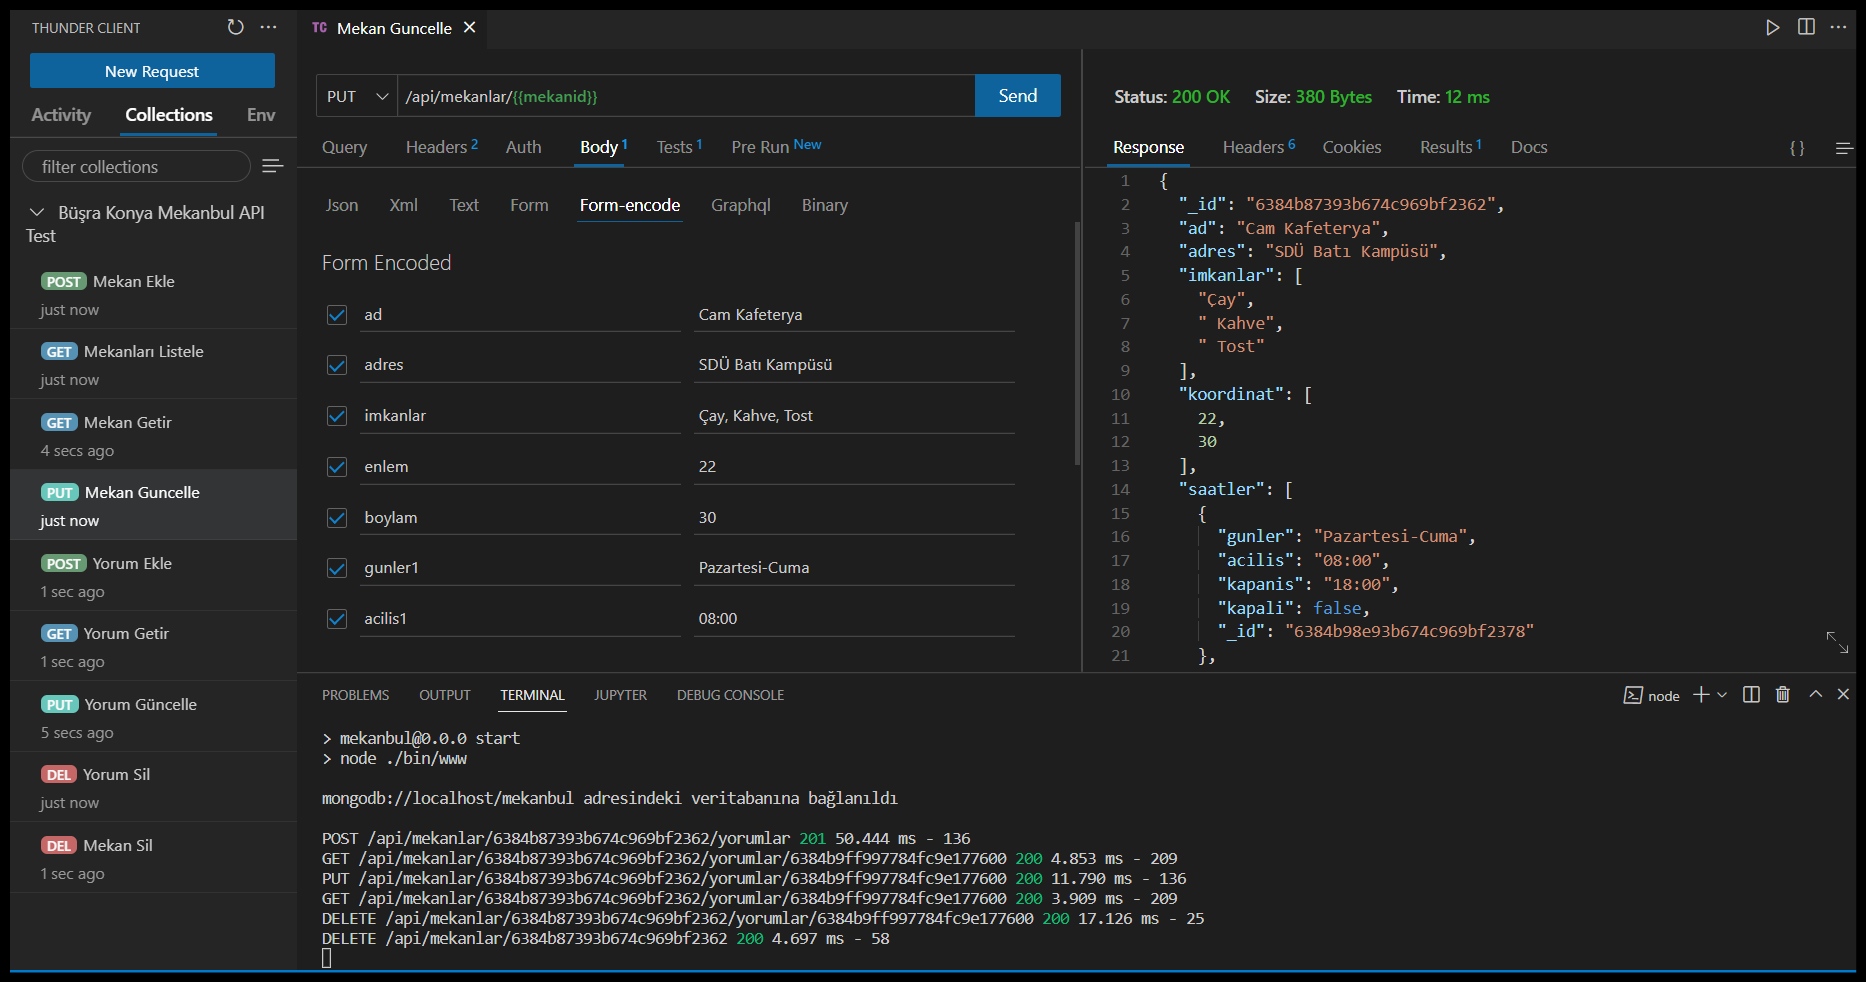 THUNDER CLIENT
New Request
Activity Collections Env
filter collections
Büşra Konya Mekanbul API
Test
POST Mekan Ekle
just now
GET Mekanları Listele
just now
GET Mekan Getir
4 secs ago
PUT Mekan Guncelle
just now
POST Yorum Ekle
1 sec ago
GET Yorum Getir
1 sec ago
PUT Yorum Güncelle
5 secs ago
DEL Yorum Sil
just now
DEL Mekan Sil
1 sec ago
TC Mekan Guncelle
PUT /api/mekanlar/{{mekanid}} Send
Query Headers 2 Auth Body 1 Tests 1 Pre Run New
Json Xml Text Form Form-encode Graphql Binary
Form Encoded
ad Cam Kafeterya
adres SDÜ Batı Kampüsü
imkanlar Çay, Kahve, Tost
enlem 22
boylam 30
gunler1 Pazartesi-Cuma
acilis1 08:00
Status: 200 OK Size: 380 Bytes Time: 12 ms
Response Headers 6 Cookies Results 1 Docs { }
1 {
2 "_id": "6384b87393b674c969bf2362",
3 "ad": "Cam Kafeterya",
4 "adres": "SDÜ Batı Kampüsü",
5 "imkanlar": [
6 "Çay",
7 " Kahve",
8 " Tost"
9 ],
10 "koordinat": [
11 22,
12 30
13 ],
14 "saatler": [
15 {
16 "gunler": "Pazartesi-Cuma",
17 "acilis": "08:00",
18 "kapanis": "18:00",
19 "kapali": false,
20 "_id": "6384b98e93b674c969bf2378"
21 },
PROBLEMS OUTPUT TERMINAL JUPYTER DEBUG CONSOLE node
> mekanbul@0.0.0 start
> node ./bin/www
mongodb://localhost/mekanbul adresindeki veritabanına bağlanıldı
POST /api/mekanlar/6384b87393b674c969bf2362/yorumlar 201 50.444 ms - 136
GET /api/mekanlar/6384b87393b674c969bf2362/yorumlar/6384b9ff997784fc9e177600 200 4.853 ms - 209
PUT /api/mekanlar/6384b87393b674c969bf2362/yorumlar/6384b9ff997784fc9e177600 200 11.790 ms - 136
GET /api/mekanlar/6384b87393b674c969bf2362/yorumlar/6384b9ff997784fc9e177600 200 3.909 ms - 209
DELETE /api/mekanlar/6384b87393b674c969bf2362/yorumlar/6384b9ff997784fc9e177600 200 17.126 ms - 25
DELETE /api/mekanlar/6384b87393b674c969bf2362 200 4.697 ms - 58